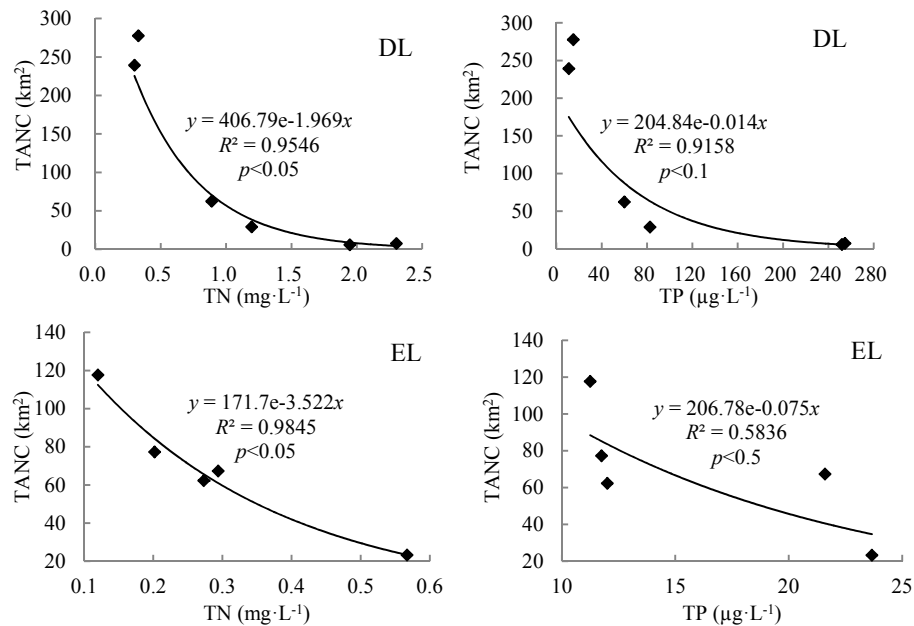 300
250
200
150
100
50
0
TANC (km²)
DL
y = 406.79e-1.969x
R² = 0.9546
p<0.05
0.0 0.5 1.0 1.5 2.0 2.5
TN (mg·L⁻¹)
300
250
200
150
100
50
0
TANC (km²)
DL
y = 204.84e-0.014x
R² = 0.9158
p<0.1
0 40 80 120 160 200 240 280
TP (µg·L⁻¹)
140
120
100
80
60
40
20
TANC (km²)
EL
y = 171.7e-3.522x
R² = 0.9845
p<0.05
0.1 0.2 0.3 0.4 0.5 0.6
TN (mg·L⁻¹)
140
120
100
80
60
40
20
TANC (km²)
EL
y = 206.78e-0.075x
R² = 0.5836
p<0.5
10 15 20 25
TP (µg·L⁻¹)